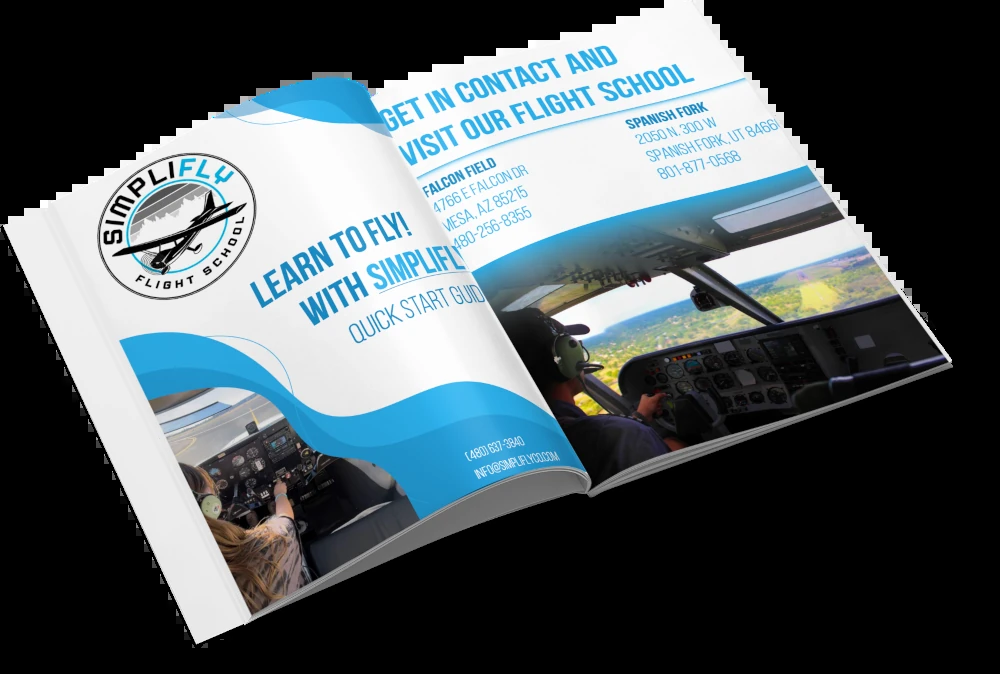 SIMPLIFLY
FLIGHT SCHOOL
LEARN TO FLY!
WITH SIMPLIFLY
QUICK START GUID
(480) 637-3840
INFO@SIMPLIFLYCO.COM
GET IN CONTACT AND
VISIT OUR FLIGHT SCHOOL
FALCON FIELD
4766 E FALCON DR
MESA, AZ 85215
480-256-8355
SPANISH FORK
2050 N. 300 W
SPANISH FORK, UT 8466
801-877-0568